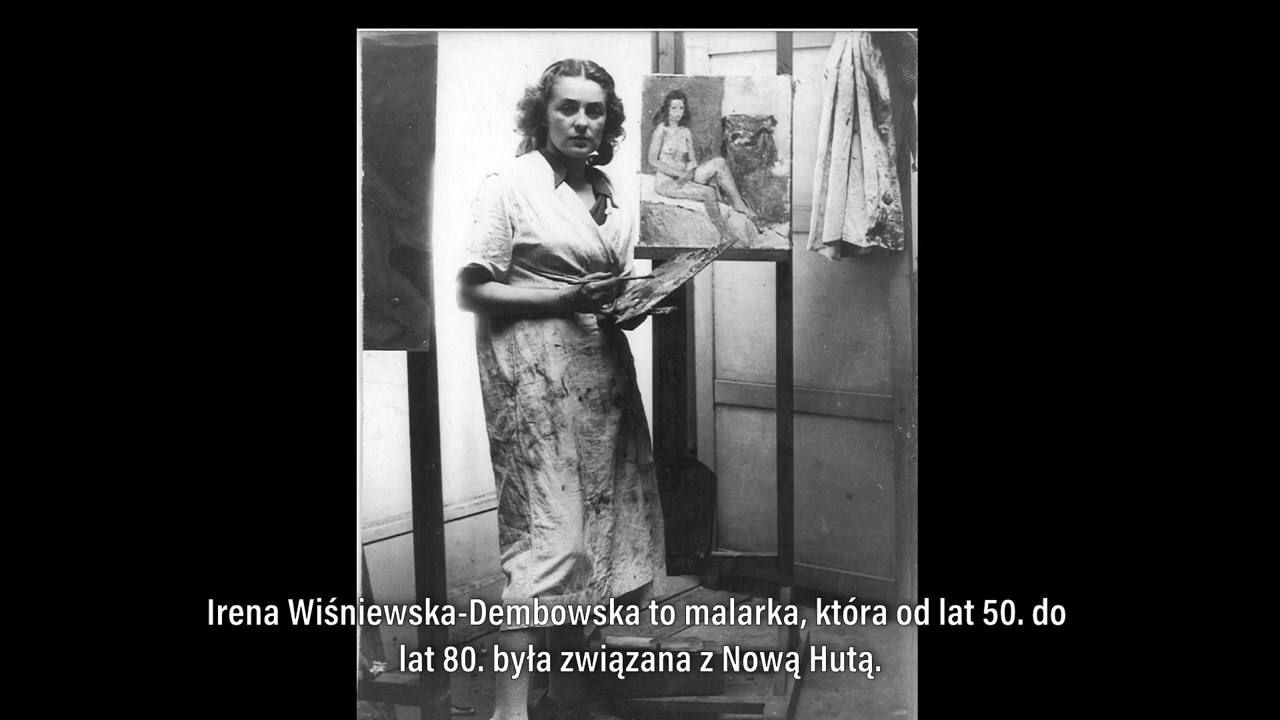 Irena Wiśniewska-Dembowska to malarka, która od lat 50. do
lat 80. była związana z Nową Hutą.